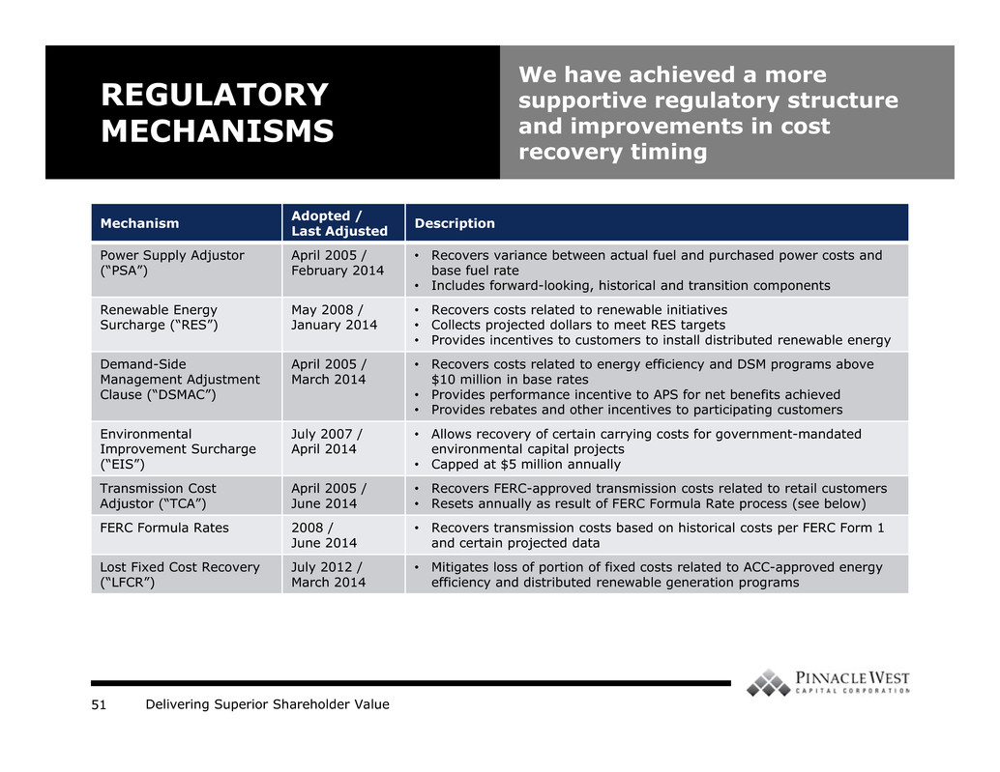 REGULATORY
MECHANISMS
We have achieved a more
supportive regulatory structure
and improvements in cost
recovery timing
Mechanism
Adopted /
Last Adjusted
Description
Power Supply Adjustor
(“PSA”)
April 2005 /
February 2014
• Recovers variance between actual fuel and purchased power costs and
base fuel rate
• Includes forward-looking, historical and transition components
Renewable Energy
Surcharge (“RES”)
May 2008 /
January 2014
• Recovers costs related to renewable initiatives
• Collects projected dollars to meet RES targets
• Provides incentives to customers to install distributed renewable energy
Demand-Side
Management Adjustment
Clause (“DSMAC”)
April 2005 /
March 2014
• Recovers costs related to energy efficiency and DSM programs above
$10 million in base rates
• Provides performance incentive to APS for net benefits achieved
• Provides rebates and other incentives to participating customers
Environmental
Improvement Surcharge
(“EIS”)
July 2007 /
April 2014
• Allows recovery of certain carrying costs for government-mandated
environmental capital projects
• Capped at $5 million annually
Transmission Cost
Adjustor (“TCA”)
April 2005 /
June 2014
• Recovers FERC-approved transmission costs related to retail customers
• Resets annually as result of FERC Formula Rate process (see below)
FERC Formula Rates
2008 /
June 2014
• Recovers transmission costs based on historical costs per FERC Form 1
and certain projected data
Lost Fixed Cost Recovery
(“LFCR”)
July 2012 /
March 2014
• Mitigates loss of portion of fixed costs related to ACC-approved energy
efficiency and distributed renewable generation programs
PINNACLE WEST
CAPITAL CORPORATION
51 Delivering Superior Shareholder Value